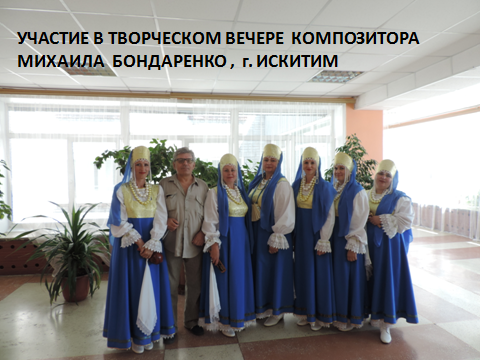 УЧАСТИЕ В ТВОРЧЕСКОМ ВЕЧЕРЕ КОМПОЗИТОРА
МИХАИЛА БОНДАРЕНКО , г. ИСКИТИМ